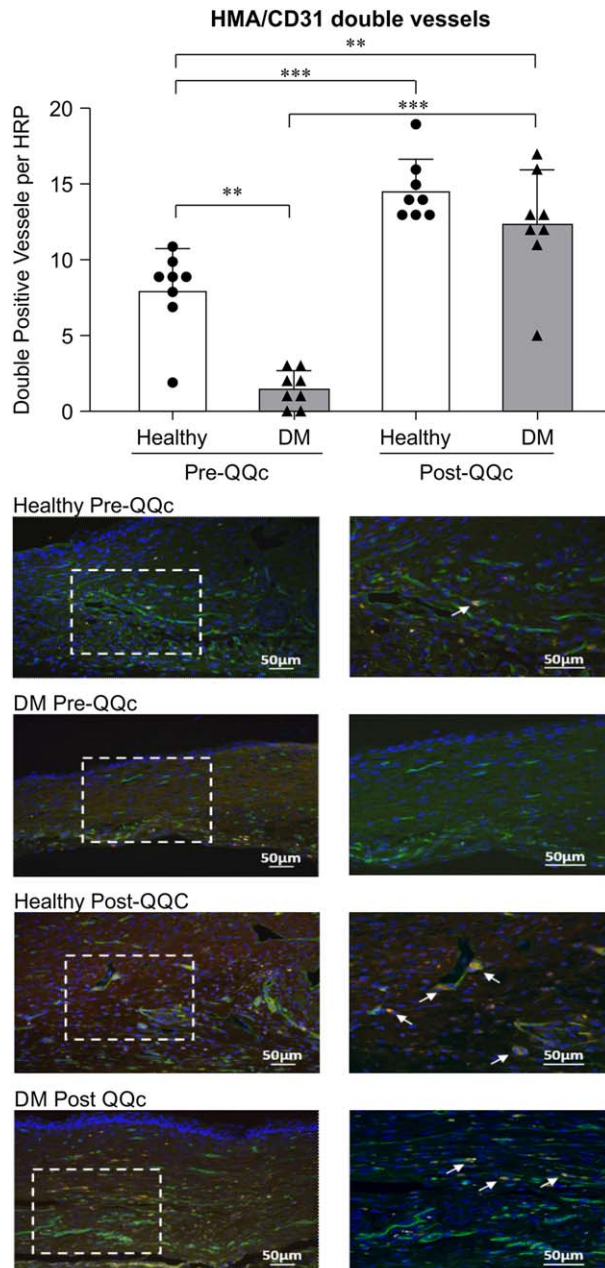 HMA/CD31 double vessels
**
***
***
**
Double Positive Vessele per HRP
20
15
10
5
0
Healthy DM Healthy DM
Pre-QQc Post-QQc
Healthy Pre-QQc
50µm 50µm
DM Pre-QQc
50µm 50µm
Healthy Post-QQC
50µm 50µm
DM Post QQc
50µm 50µm